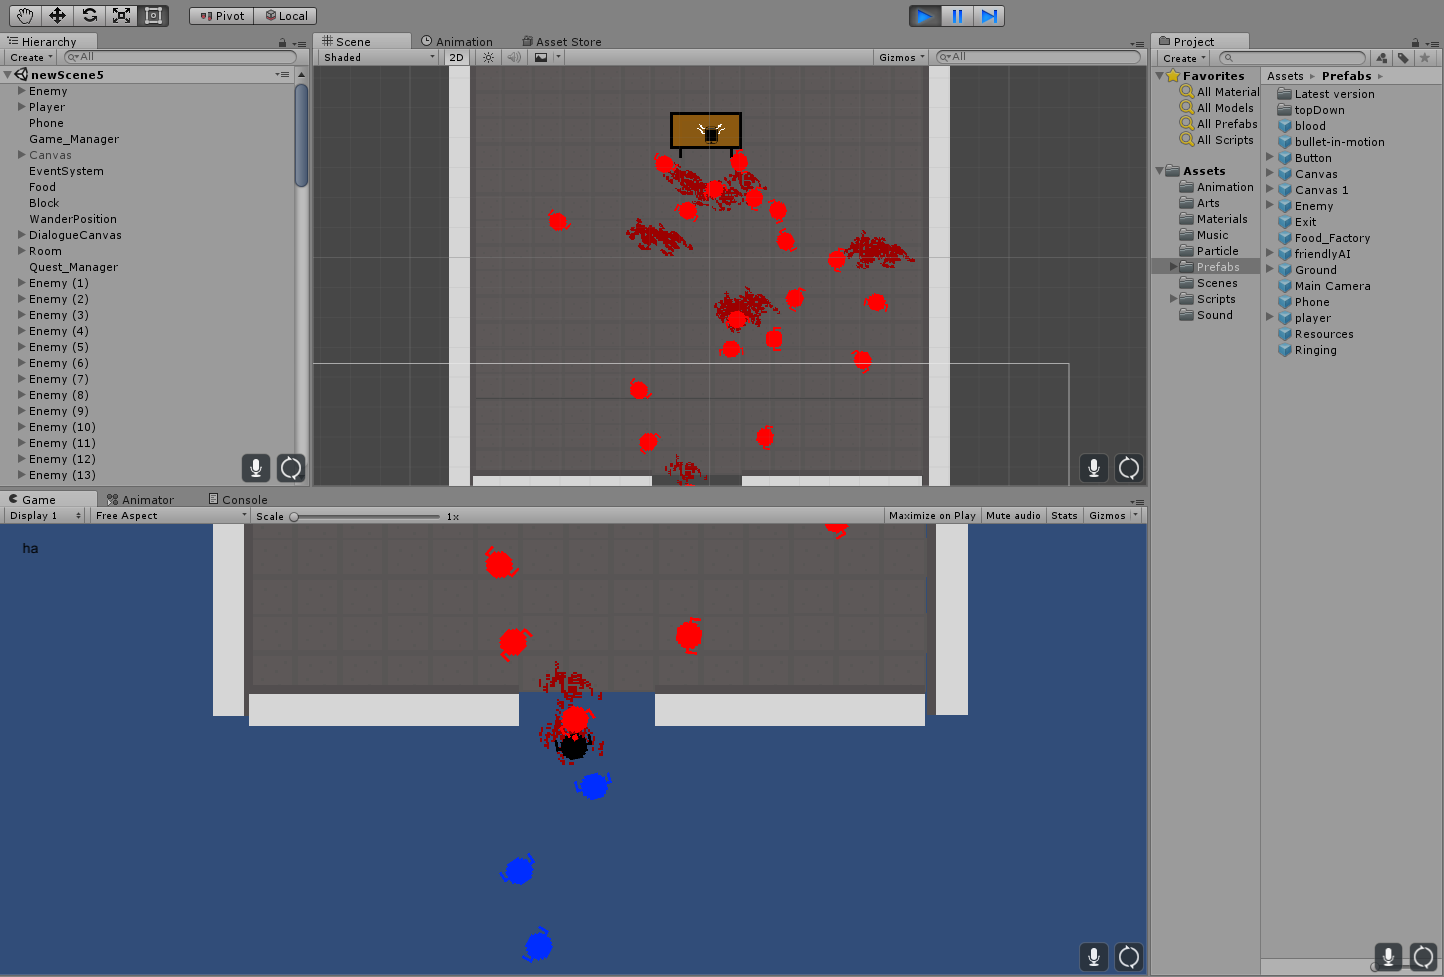 Pivot
Local
Hierarchy
Create
All
newScene5
Enemy
Player
Phone
Game_Manager
Canvas
EventSystem
Food
Block
WanderPosition
DialogueCanvas
Room
Quest_Manager
Enemy (1)
Enemy (2)
Enemy (3)
Enemy (4)
Enemy (5)
Enemy (6)
Enemy (7)
Enemy (8)
Enemy (9)
Enemy (10)
Enemy (11)
Enemy (12)
Enemy (13)
Scene
Animation
Asset Store
Shaded
2D
Gizmos
All
Project
Create
Favorites
All Material
All Models
All Prefabs
All Scripts
Assets
Animation
Arts
Materials
Music
Particle
Prefabs
Scenes
Scripts
Sound
Assets
Prefabs
Latest version
topDown
blood
bullet-in-motion
Button
Canvas
Canvas 1
Enemy
Exit
Food_Factory
friendlyAI
Ground
Main Camera
Phone
player
Resources
Ringing
Game
Animator
Console
Display 1
Free Aspect
Scale
1x
Maximize on Play
Mute audio
Stats
Gizmos
ha